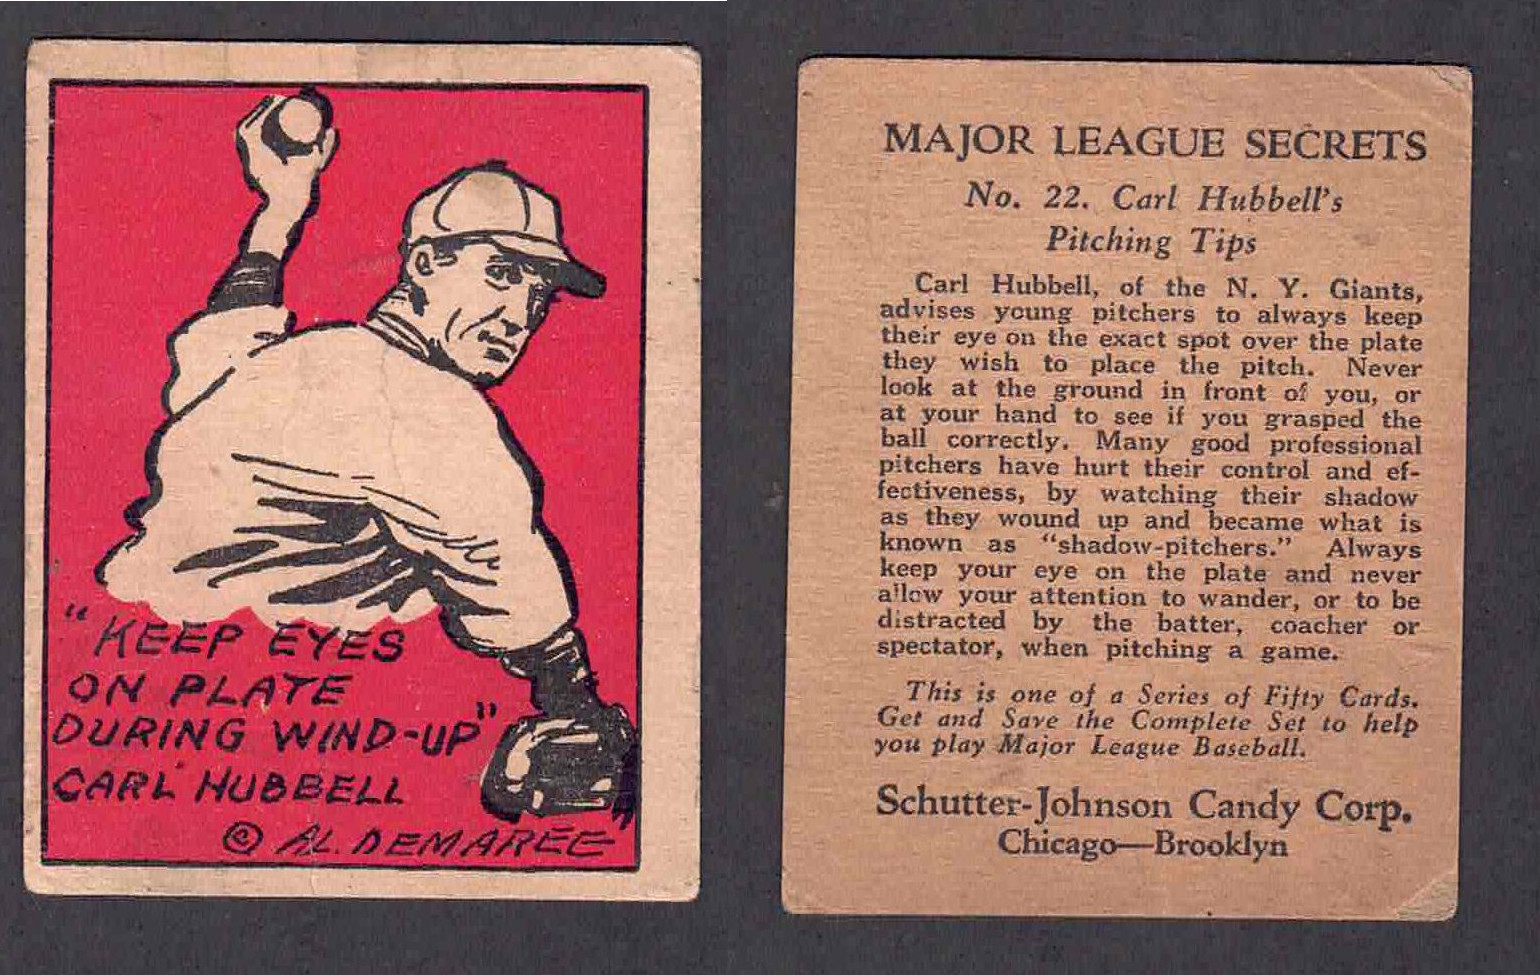 "KEEP EYES
ON PLATE
DURING WIND-UP"
CARL HUBBELL
© AL. DEMAREE
MAJOR LEAGUE SECRETS
No. 22. Carl Hubbell's
Pitching Tips
Carl Hubbell, of the N. Y. Giants,
advises young pitchers to always keep
their eye on the exact spot over the plate
they wish to place the pitch. Never
look at the ground in front of you, or
at your hand to see if you grasped the
ball correctly. Many good professional
pitchers have hurt their control and ef-
fectiveness, by watching their shadow
as they wound up and became what is
known as "shadow-pitchers." Always
keep your eye on the plate and never
allow your attention to wander, or to be
distracted by the batter, coacher or
spectator, when pitching a game.
This is one of a Series of Fifty Cards.
Get and Save the Complete Set to help
you play Major League Baseball.
Schutter-Johnson Candy Corp.
Chicago—Brooklyn